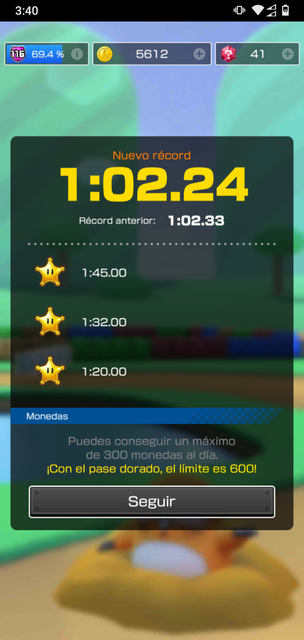 3:40
116 69.4 % i 5612 + 41 +
Nuevo récord
1:02.24
Récord anterior: 1:02.33
1:45.00
1:32.00
1:20.00
Monedas
Puedes conseguir un máximo
de 300 monedas al día.
¡Con el pase dorado, el límite es 600!
Seguir